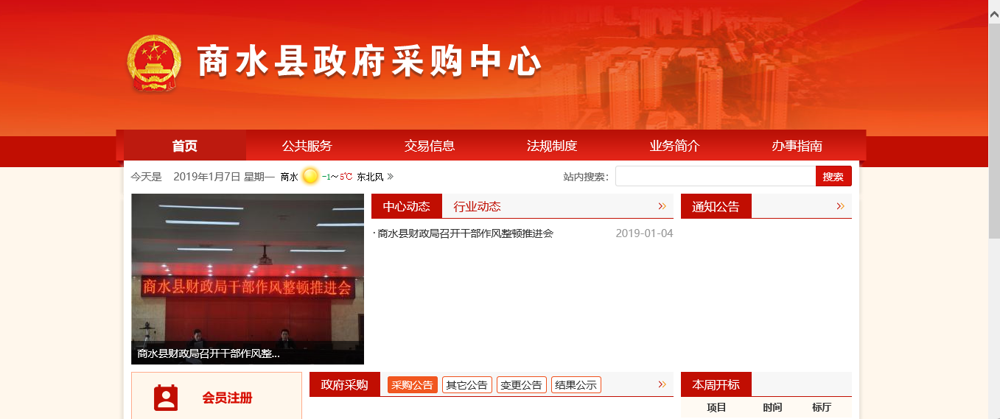 商水县政府采购中心
首页 公共服务 交易信息 法规制度 业务简介 办事指南
今天是 2019年1月7日 星期一 商水 -1～5℃ 东北风 站内搜索： 搜索
中心动态 行业动态 通知公告
·商水县财政局召开干部作风整顿推进会 2019-01-04
商水县财政局干部作风整顿推进会
商水县财政局召开干部作风整...
会员注册
政府采购 采购公告 其它公告 变更公告 结果公示
本周开标
项目 时间 标厅